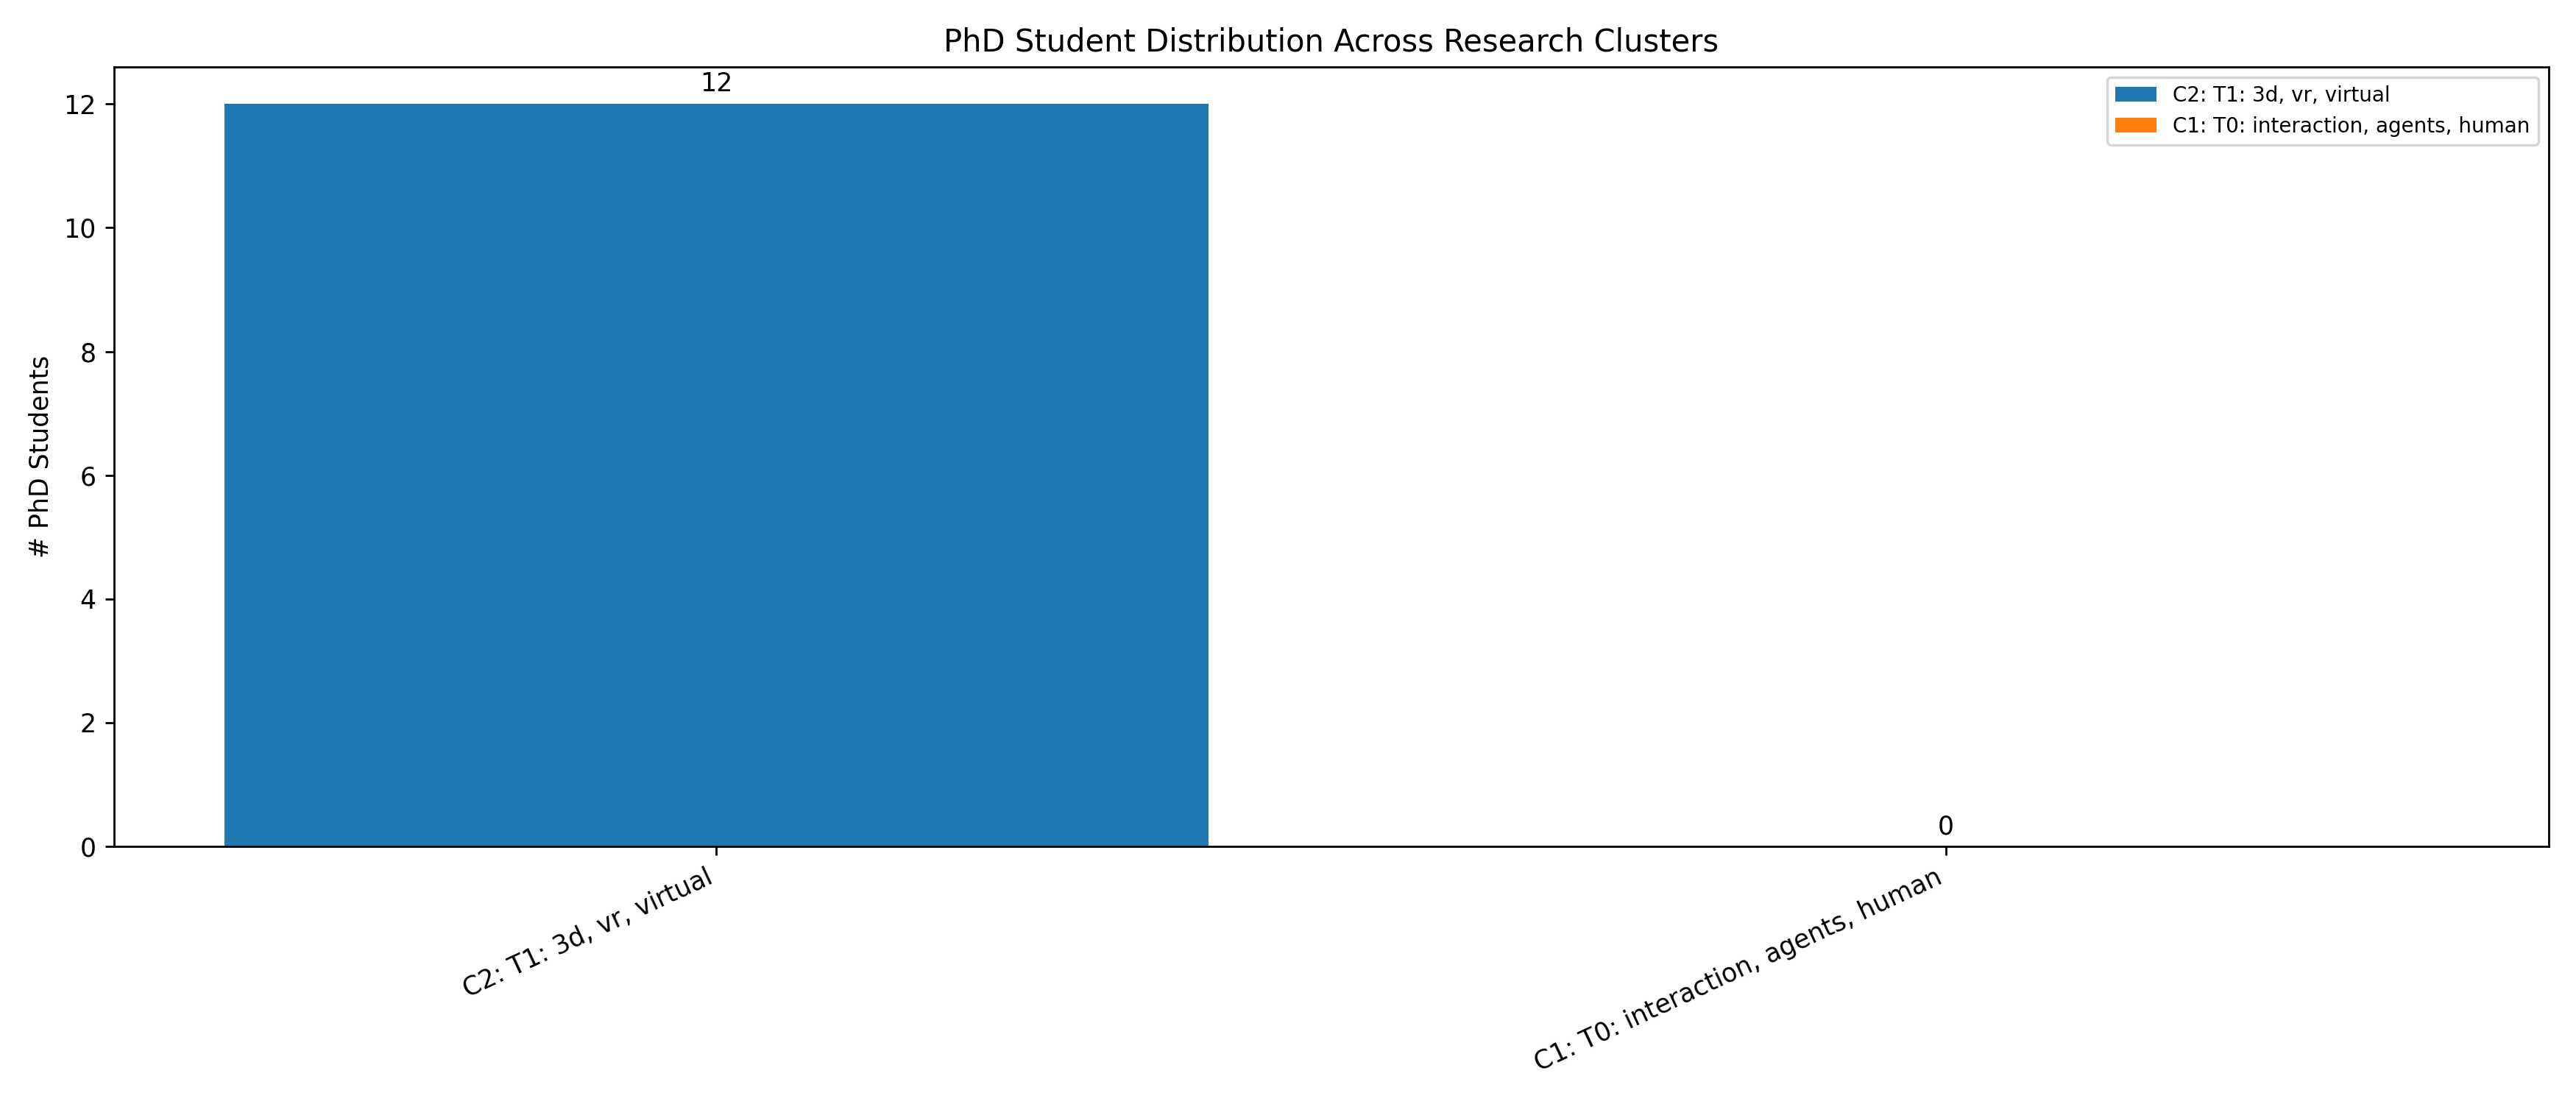 PhD Student Distribution Across Research Clusters
12
C2: T1: 3d, vr, virtual
C1: T0: interaction, agents, human
12
10
8
6
4
2
0
# PhD Students
0
C2: T1: 3d, vr, virtual
C1: T0: interaction, agents, human